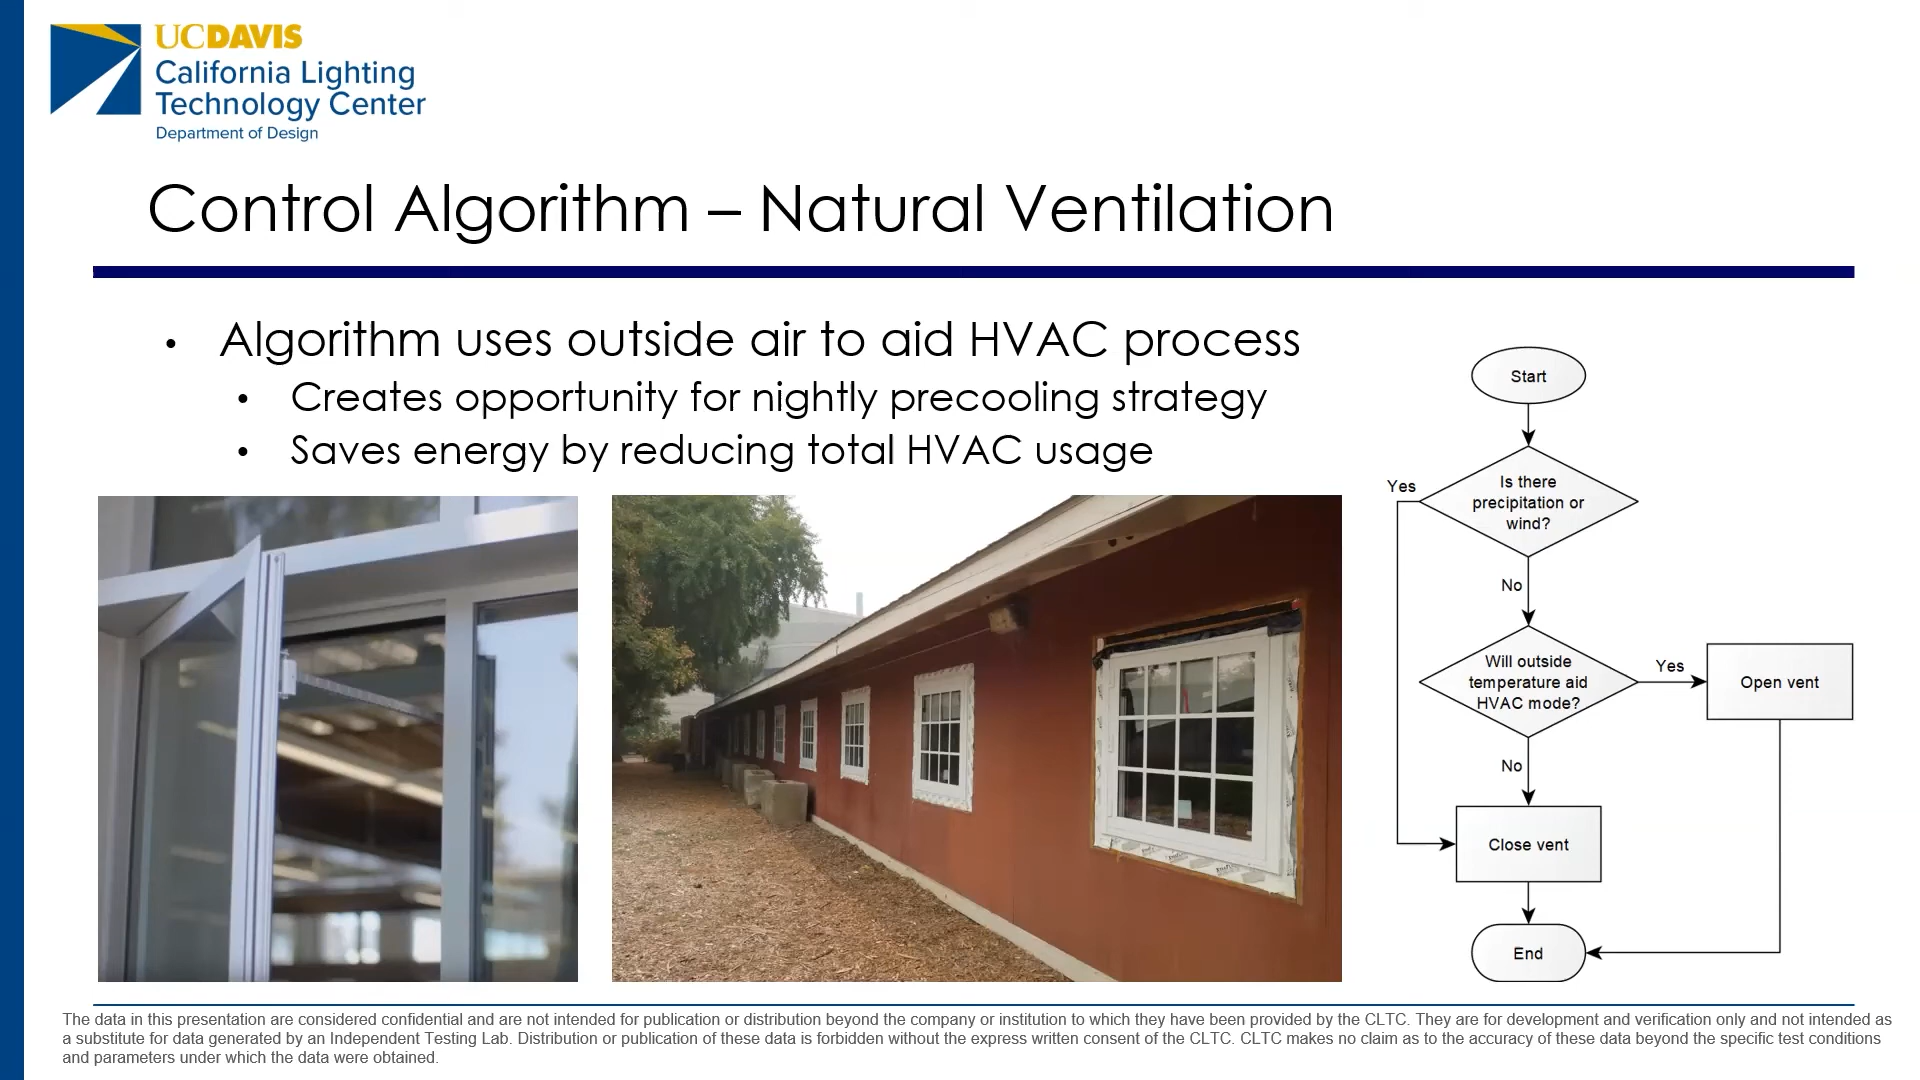 UCDAVIS
California Lighting
Technology Center
Department of Design
Control Algorithm – Natural Ventilation
• Algorithm uses outside air to aid HVAC process
• Creates opportunity for nightly precooling strategy
• Saves energy by reducing total HVAC usage
Start
Is there
precipitation or
wind?
Yes
No
Will outside
temperature aid
HVAC mode?
Yes
Open vent
No
Close vent
End
The data in this presentation are considered confidential and are not intended for publication or distribution beyond the company or institution to which they have been provided by the CLTC. They are for development and verification only and not intended as
a substitute for data generated by an Independent Testing Lab. Distribution or publication of these data is forbidden without the express written consent of the CLTC. CLTC makes no claim as to the accuracy of these data beyond the specific test conditions
and parameters under which the data were obtained.